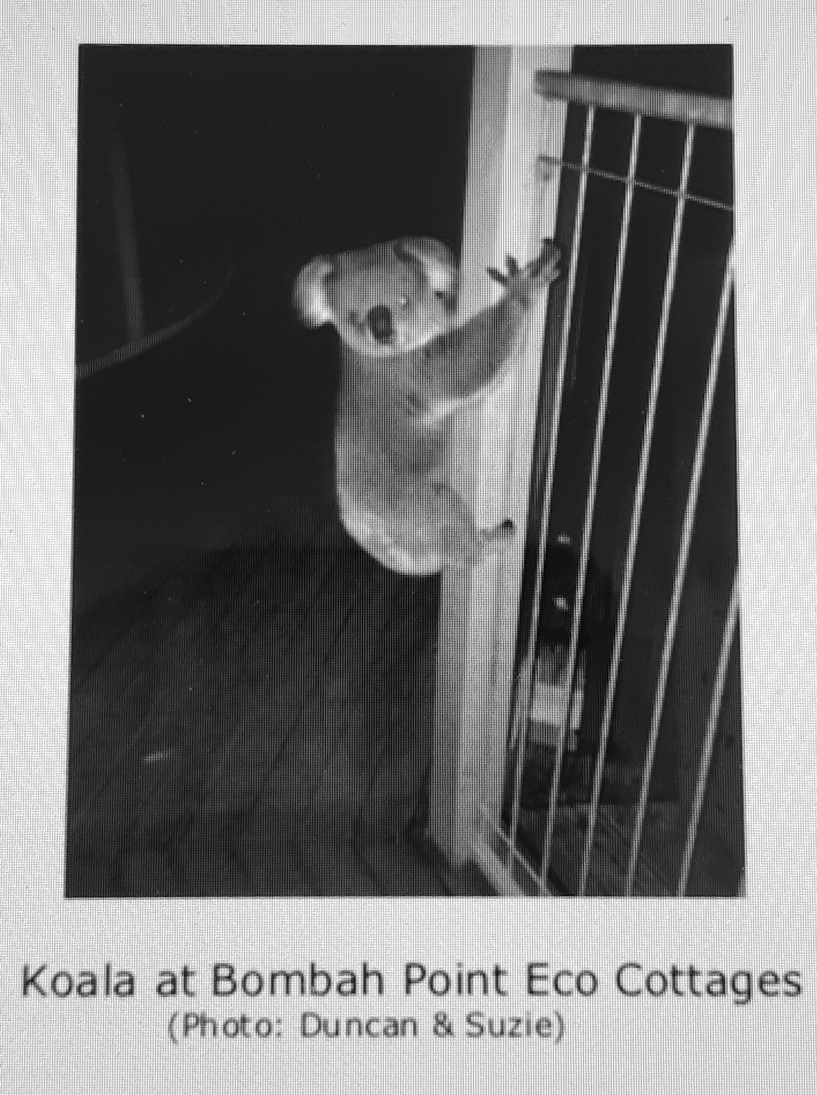 Koala at Bombah Point Eco Cottages
(Photo: Duncan & Suzie)